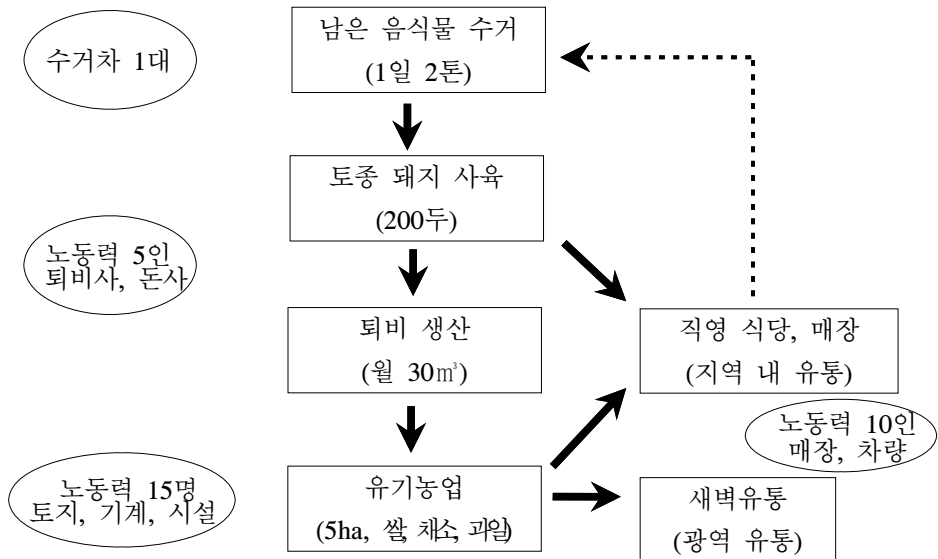 수거차 1대
남은 음식물 수거
(1일 2톤)
토종 돼지 사육
(200두)
노동력 5인
퇴비사, 돈사
퇴비 생산
(월 30㎥)
직영 식당, 매장
(지역 내 유통)
노동력 10인
매장, 차량
노동력 15명
토지, 기계, 시설
유기농업
(5ha, 쌀, 채소, 과일)
새벽유통
(광역 유통)